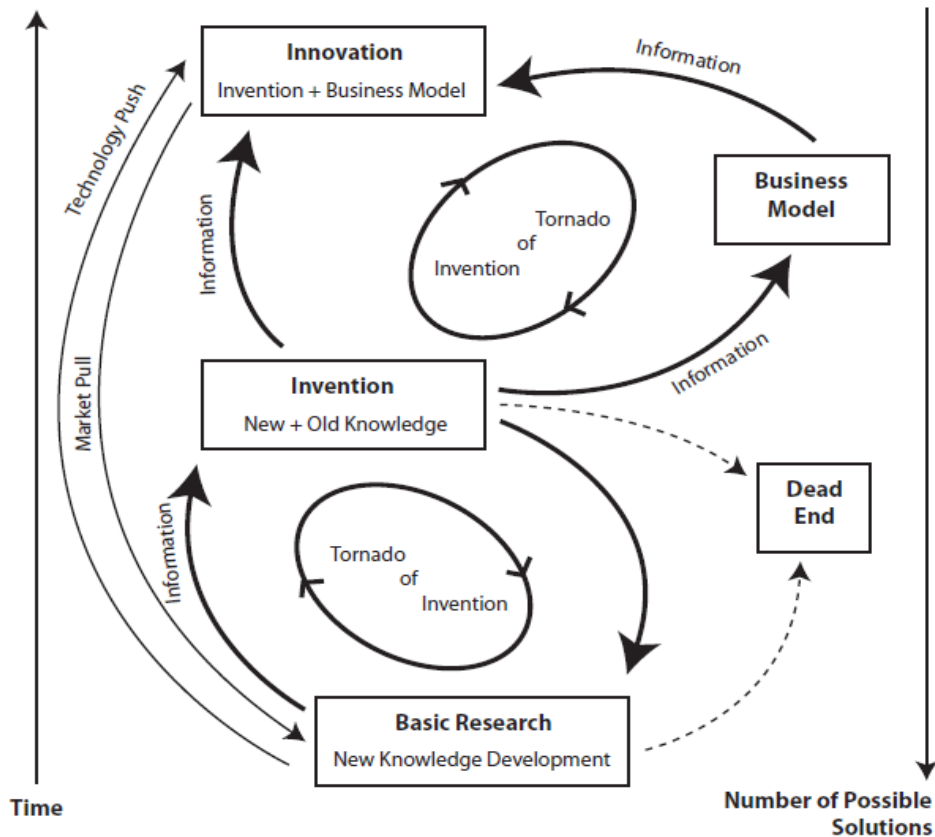 Innovation
Invention + Business Model
Information
Technology Push
Business
Model
Tornado
of
Invention
Information
Information
Invention
New + Old Knowledge
Market Pull
Dead
End
Information
Tornado
of
Invention
Basic Research
New Knowledge Development
Time
Number of Possible
Solutions